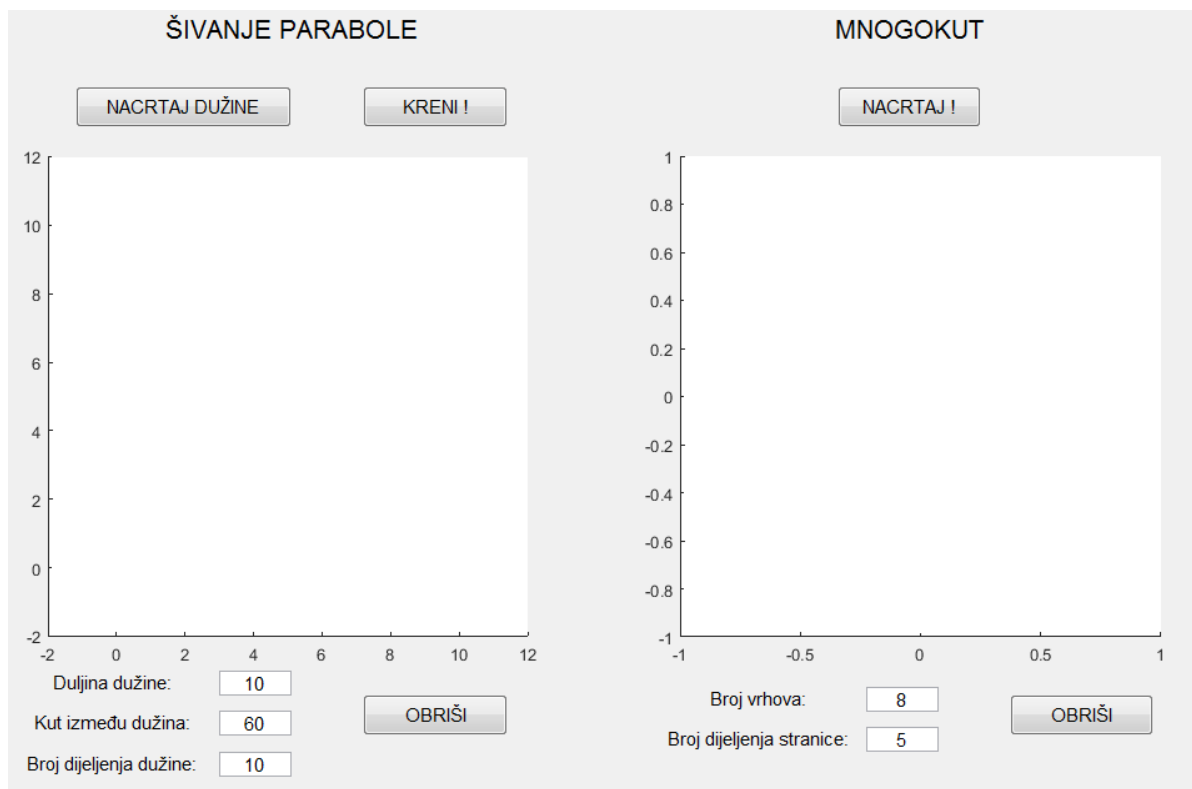 ŠIVANJE PARABOLE
NACRTAJ DUŽINE
KRENI !
12
10
8
6
4
2
0
-2
-2 0 2 4 6 8 10 12
Duljina dužine: 10
Kut između dužina: 60
Broj dijeljenja dužine: 10
OBRIŠI
MNOGOKUT
NACRTAJ !
1
0.8
0.6
0.4
0.2
0
-0.2
-0.4
-0.6
-0.8
-1
-1 -0.5 0 0.5 1
Broj vrhova: 8
Broj dijeljenja stranice: 5
OBRIŠI